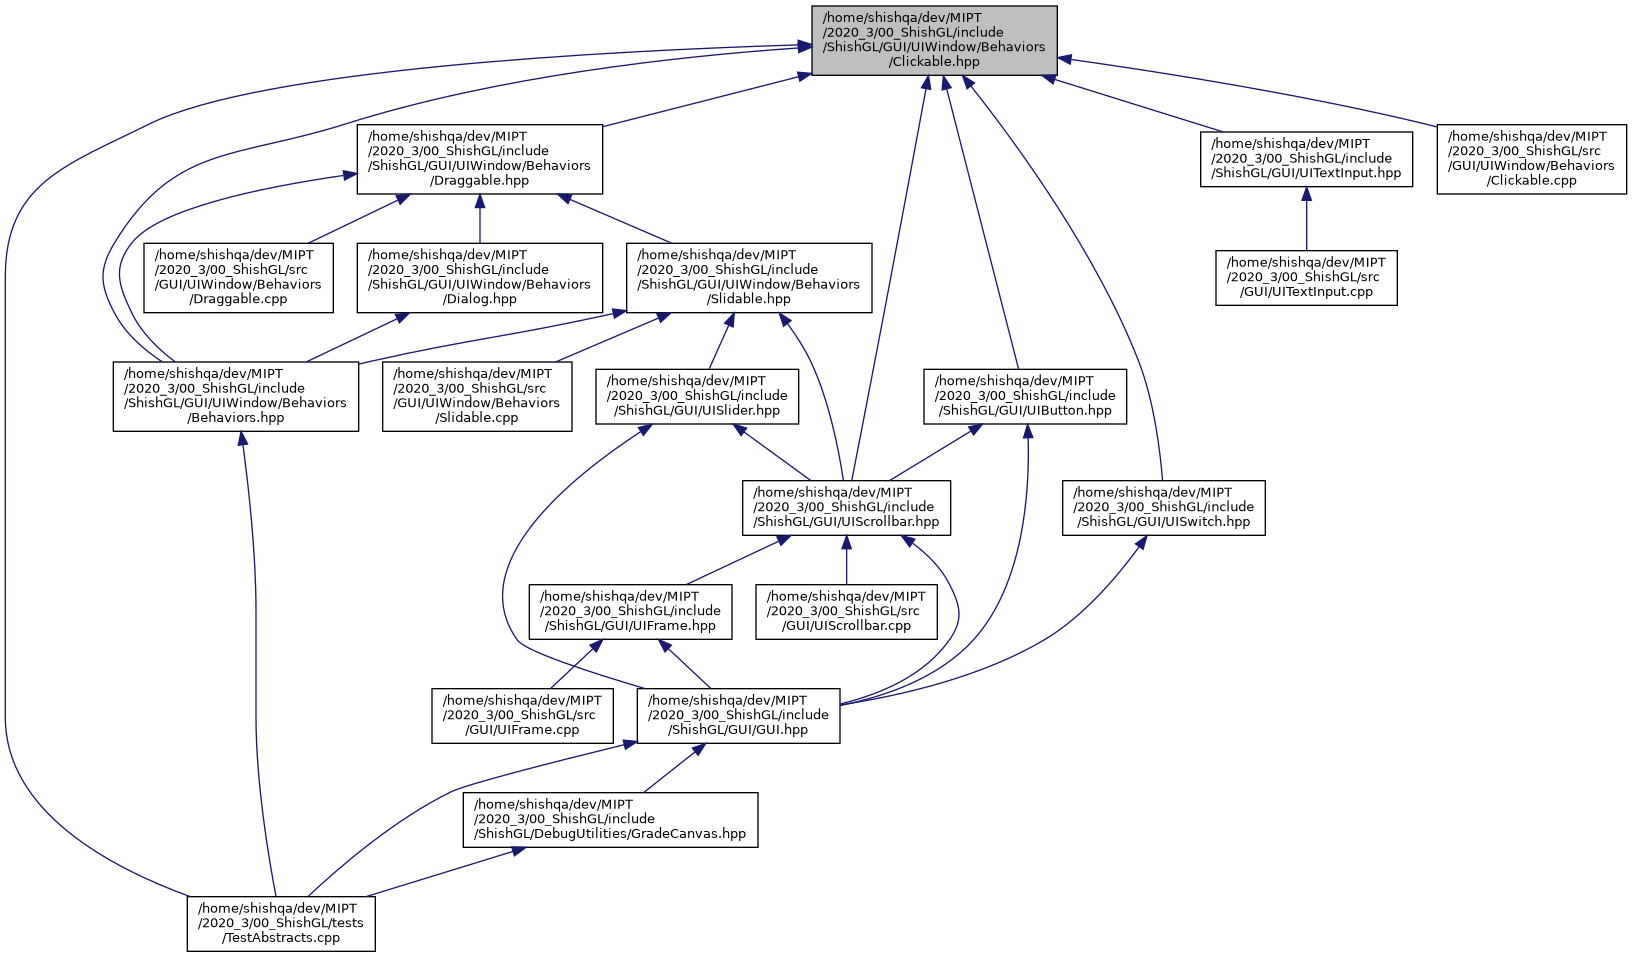 /home/shishqa/dev/MIPT
/2020_3/00_ShishGL/include
/ShishGL/GUI/UIWindow/Behaviors
/Clickable.hpp
/home/shishqa/dev/MIPT
/2020_3/00_ShishGL/include
/ShishGL/GUI/UIWindow/Behaviors
/Draggable.hpp
/home/shishqa/dev/MIPT
/2020_3/00_ShishGL/include
/ShishGL/GUI/UITextInput.hpp
/home/shishqa/dev/MIPT
/2020_3/00_ShishGL/src
/GUI/UIWindow/Behaviors
/Clickable.cpp
/home/shishqa/dev/MIPT
/2020_3/00_ShishGL/src
/GUI/UIWindow/Behaviors
/Draggable.cpp
/home/shishqa/dev/MIPT
/2020_3/00_ShishGL/include
/ShishGL/GUI/UIWindow/Behaviors
/Dialog.hpp
/home/shishqa/dev/MIPT
/2020_3/00_ShishGL/include
/ShishGL/GUI/UIWindow/Behaviors
/Slidable.hpp
/home/shishqa/dev/MIPT
/2020_3/00_ShishGL/src
/GUI/UITextInput.cpp
/home/shishqa/dev/MIPT
/2020_3/00_ShishGL/include
/ShishGL/GUI/UIWindow/Behaviors
/Behaviors.hpp
/home/shishqa/dev/MIPT
/2020_3/00_ShishGL/src
/GUI/UIWindow/Behaviors
/Slidable.cpp
/home/shishqa/dev/MIPT
/2020_3/00_ShishGL/include
/ShishGL/GUI/UISlider.hpp
/home/shishqa/dev/MIPT
/2020_3/00_ShishGL/include
/ShishGL/GUI/UIButton.hpp
/home/shishqa/dev/MIPT
/2020_3/00_ShishGL/include
/ShishGL/GUI/UIScrollbar.hpp
/home/shishqa/dev/MIPT
/2020_3/00_ShishGL/include
/ShishGL/GUI/UISwitch.hpp
/home/shishqa/dev/MIPT
/2020_3/00_ShishGL/include
/ShishGL/GUI/UIFrame.hpp
/home/shishqa/dev/MIPT
/2020_3/00_ShishGL/src
/GUI/UIScrollbar.cpp
/home/shishqa/dev/MIPT
/2020_3/00_ShishGL/src
/GUI/UIFrame.cpp
/home/shishqa/dev/MIPT
/2020_3/00_ShishGL/include
/ShishGL/GUI/GUI.hpp
/home/shishqa/dev/MIPT
/2020_3/00_ShishGL/include
/ShishGL/DebugUtilities/GradeCanvas.hpp
/home/shishqa/dev/MIPT
/2020_3/00_ShishGL/tests
/TestAbstracts.cpp